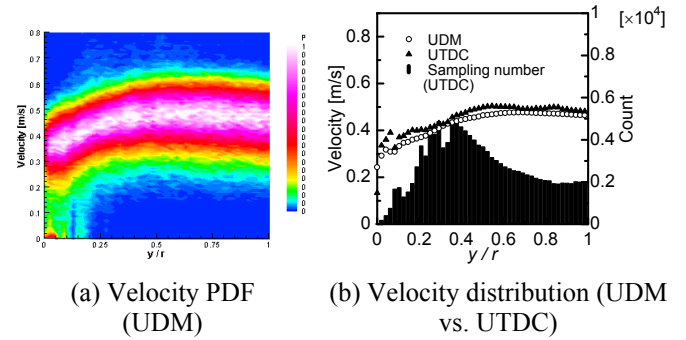 P
Velocity [m/s]
0.8
0.7
0.6
0.5
0.4
0.3
0.2
0.1
0
0 0.25 0.5 0.75 1
y / r
1
0
(a) Velocity PDF
(UDM)
1 [×10⁴]
UDM
UTDC
Sampling number
(UTDC)
Velocity [m/s]
0.8
0.6
0.4
0.2
0
0.8
0.6
0.4
0.2
0
Count
0 0.2 0.4 0.6 0.8 1
y / r
(b) Velocity distribution (UDM
vs. UTDC)